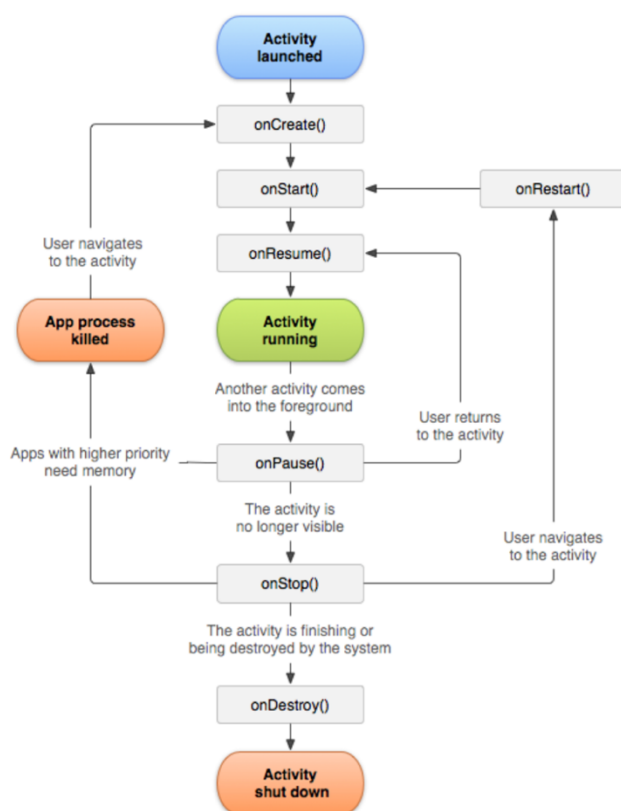 Activity
launched
onCreate()
onStart()
onRestart()
User navigates
to the activity
onResume()
App process
killed
Activity
running
Another activity comes
into the foreground
User returns
to the activity
Apps with higher priority
need memory
onPause()
The activity is
no longer visible
User navigates
to the activity
onStop()
The activity is finishing or
being destroyed by the system
onDestroy()
Activity
shut down